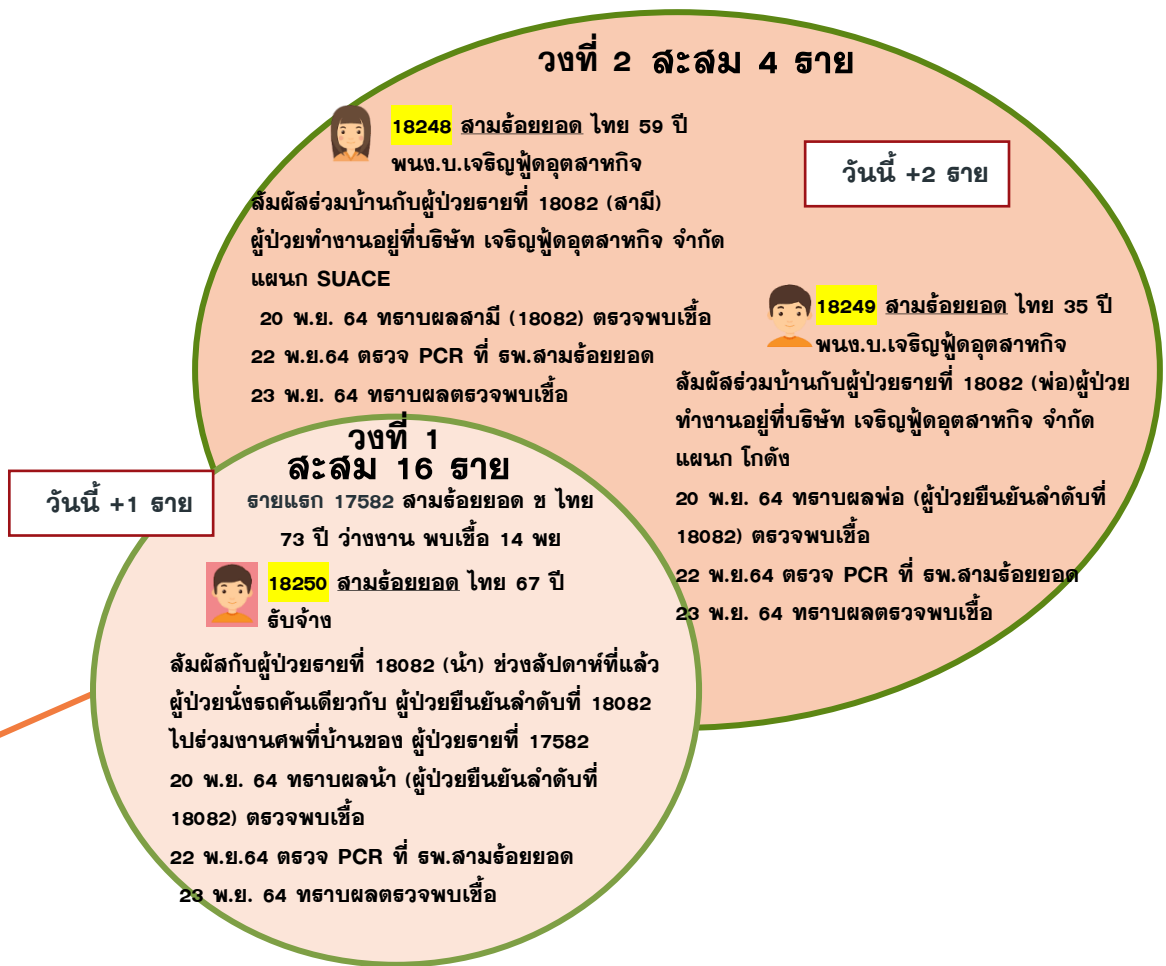 วงที่ 2 สะสม 4 ราย
18248 สามร้อยยอด ไทย 59 ปี
พนง.บ.เจริญฟู้ดอุตสาหกิจ
สัมผัสร่วมบ้านกับผู้ป่วยรายที่ 18082 (สามี)
ผู้ป่วยทำงานอยู่ที่บริษัท เจริญฟู้ดอุตสาหกิจ จำกัด
แผนก SUACE
20 พ.ย. 64 ทราบผลสามี (18082) ตรวจพบเชื้อ
22 พ.ย.64 ตรวจ PCR ที่ รพ.สามร้อยยอด
23 พ.ย. 64 ทราบผลตรวจพบเชื้อ
วันนี้ +2 ราย
18249 สามร้อยยอด ไทย 35 ปี
พนง.บ.เจริญฟู้ดอุตสาหกิจ
สัมผัสร่วมบ้านกับผู้ป่วยรายที่ 18082 (พ่อ)ผู้ป่วย
ทำงานอยู่ที่บริษัท เจริญฟู้ดอุตสาหกิจ จำกัด
แผนก โกดัง
20 พ.ย. 64 ทราบผลพ่อ (ผู้ป่วยยืนยันลำดับที่
18082) ตรวจพบเชื้อ
22 พ.ย.64 ตรวจ PCR ที่ รพ.สามร้อยยอด
23 พ.ย. 64 ทราบผลตรวจพบเชื้อ
วงที่ 1
สะสม 16 ราย
วันนี้ +1 ราย
รายแรก 17582 สามร้อยยอด ช ไทย
73 ปี ว่างงาน พบเชื้อ 14 พย
18250 สามร้อยยอด ไทย 67 ปี
รับจ้าง
สัมผัสกับผู้ป่วยรายที่ 18082 (น้า) ช่วงสัปดาห์ที่แล้ว
ผู้ป่วยนั่งรถคันเดียวกับ ผู้ป่วยยืนยันลำดับที่ 18082
ไปร่วมงานศพที่บ้านของ ผู้ป่วยรายที่ 17582
20 พ.ย. 64 ทราบผลน้า (ผู้ป่วยยืนยันลำดับที่
18082) ตรวจพบเชื้อ
22 พ.ย.64 ตรวจ PCR ที่ รพ.สามร้อยยอด
23 พ.ย. 64 ทราบผลตรวจพบเชื้อ